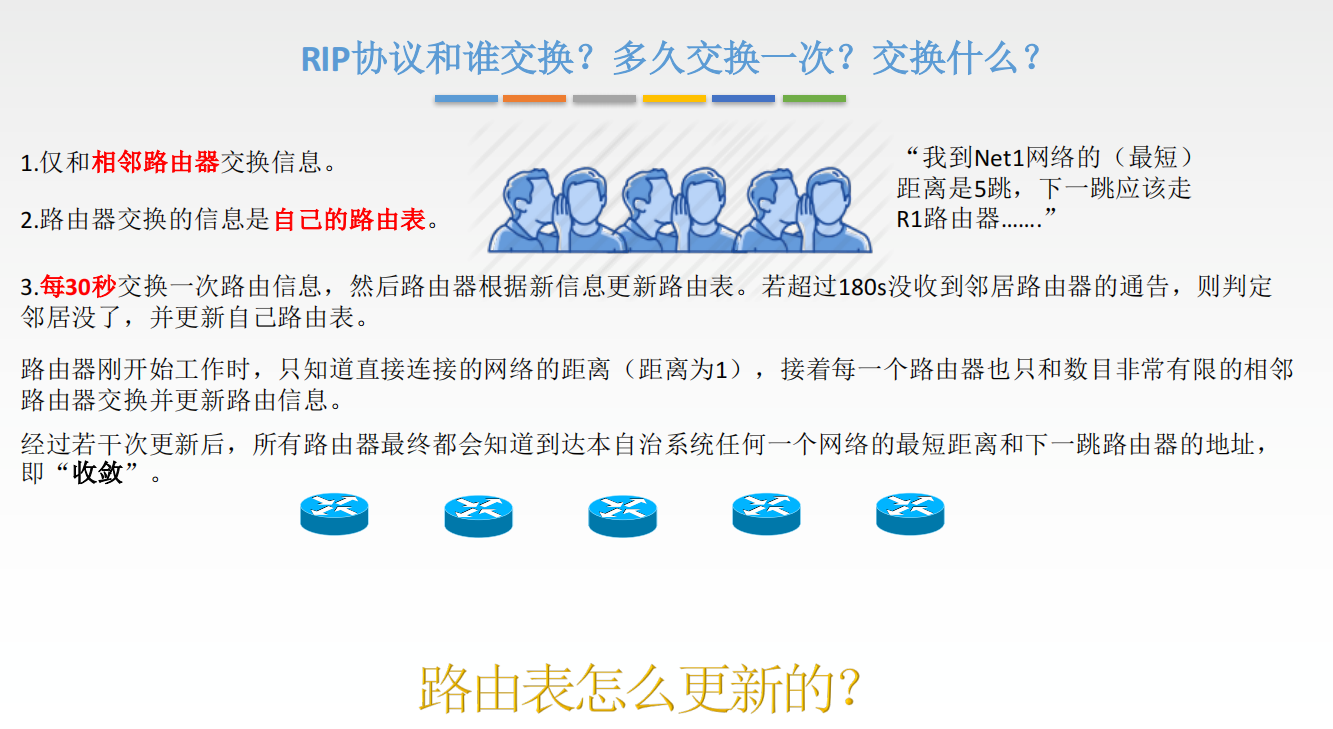 RIP协议和谁交换？多久交换一次？交换什么？
1.仅和相邻路由器交换信息。
2.路由器交换的信息是自己的路由表。
“我到Net1网络的（最短）
距离是5跳，下一跳应该走
R1路由器…….”
3.每30秒交换一次路由信息，然后路由器根据新信息更新路由表。若超过180s没收到邻居路由器的通告，则判定
邻居没了，并更新自己路由表。
路由器刚开始工作时，只知道直接连接的网络的距离（距离为1），接着每一个路由器也只和数目非常有限的相邻
路由器交换并更新路由信息。
经过若干次更新后，所有路由器最终都会知道到达本自治系统任何一个网络的最短距离和下一跳路由器的地址，
即“收敛”。
路由表怎么更新的？